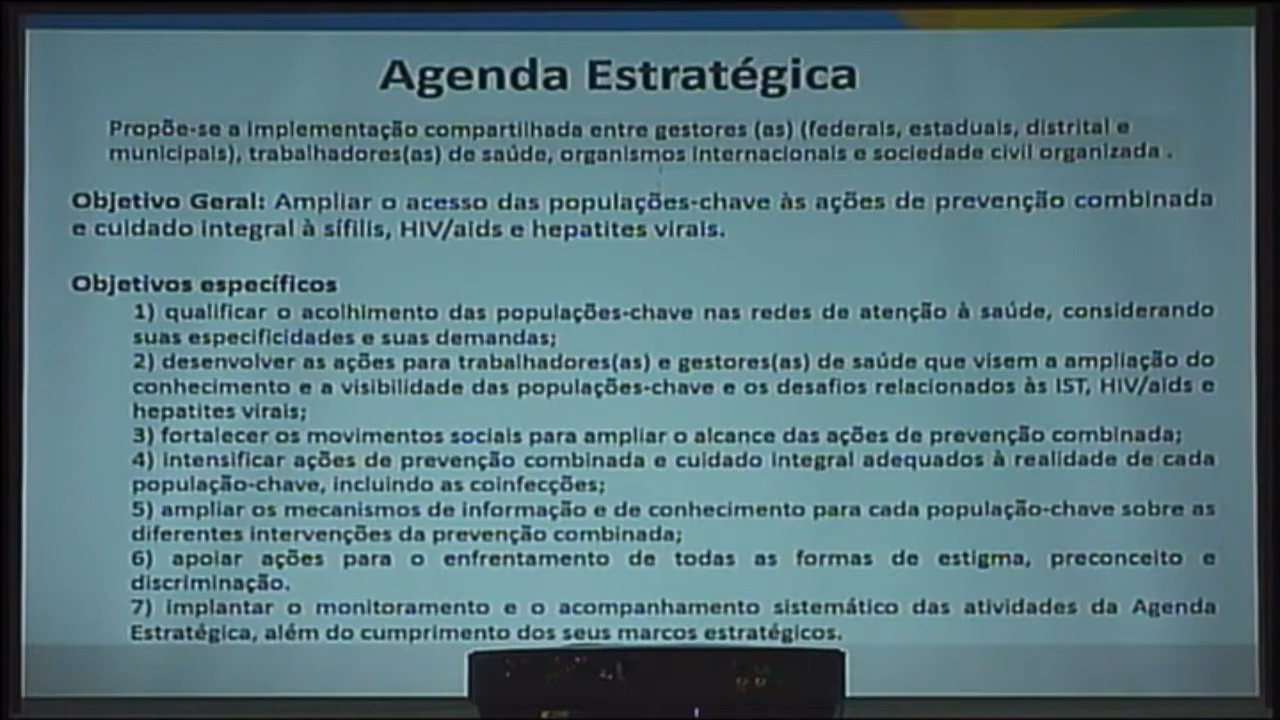 Agenda Estratégica
Propõe-se a implementação compartilhada entre gestores (as) (federais, estaduais, distrital e
municipais), trabalhadores(as) de saúde, organismos internacionais e sociedade civil organizada .
Objetivo Geral: Ampliar o acesso das populações-chave às ações de prevenção combinada
e cuidado integral à sífilis, HIV/aids e hepatites virais.
Objetivos específicos
1) qualificar o acolhimento das populações-chave nas redes de atenção à saúde, considerando
suas especificidades e suas demandas;
2) desenvolver as ações para trabalhadores(as) e gestores(as) de saúde que visem a ampliação do
conhecimento e a visibilidade das populações-chave e os desafios relacionados às IST, HIV/aids e
hepatites virais;
3) fortalecer os movimentos sociais para ampliar o alcance das ações de prevenção combinada;
4) intensificar ações de prevenção combinada e cuidado integral adequados à realidade de cada
população-chave, incluindo as coinfecções;
5) ampliar os mecanismos de informação e de conhecimento para cada população-chave sobre as
diferentes intervenções da prevenção combinada;
6) apoiar ações para o enfrentamento de todas as formas de estigma, preconceito e
discriminação.
7) implantar o monitoramento e o acompanhamento sistemático das atividades da Agenda
Estratégica, além do cumprimento dos seus marcos estratégicos.